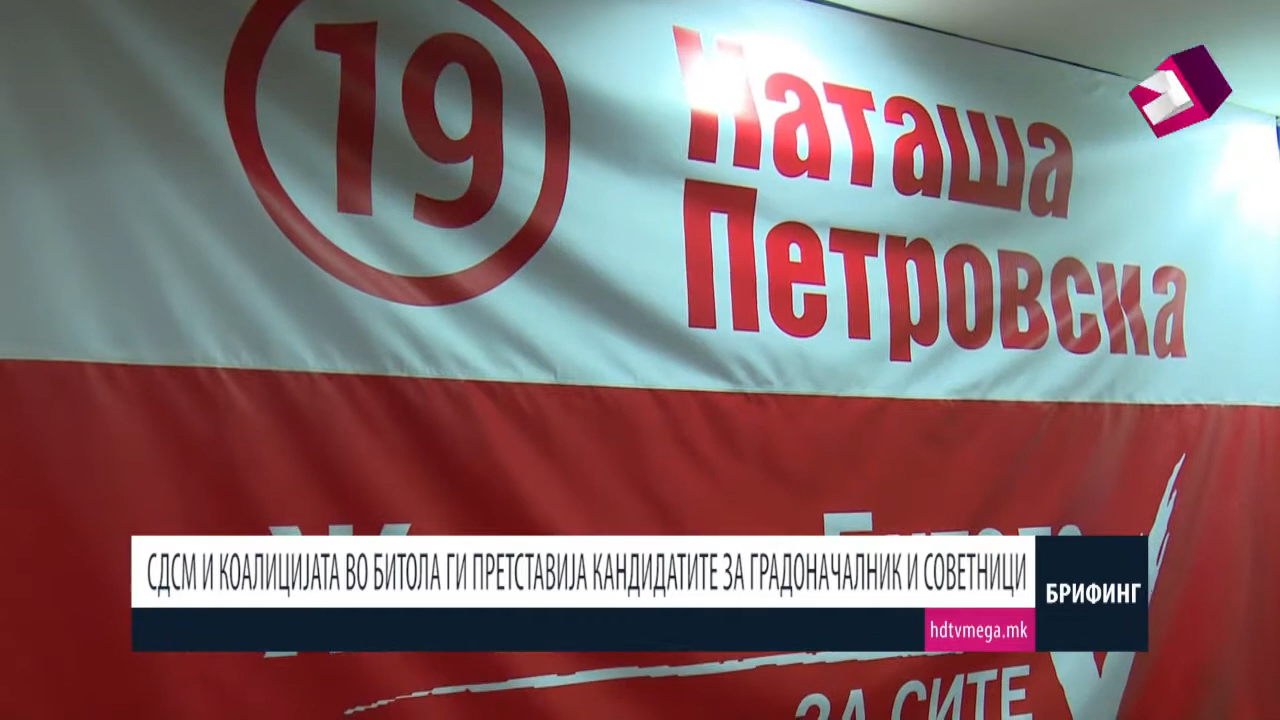 19
Наташа
Петровска
СДСМ И КОАЛИЦИЈАТА ВО БИТОЛА ГИ ПРЕТСТАВИЈА КАНДИДАТИТЕ ЗА ГРАДОНАЧАЛНИК И СОВЕТНИЦИ
БРИФИНГ
hdtvmega.mk
ЗА СИТЕ